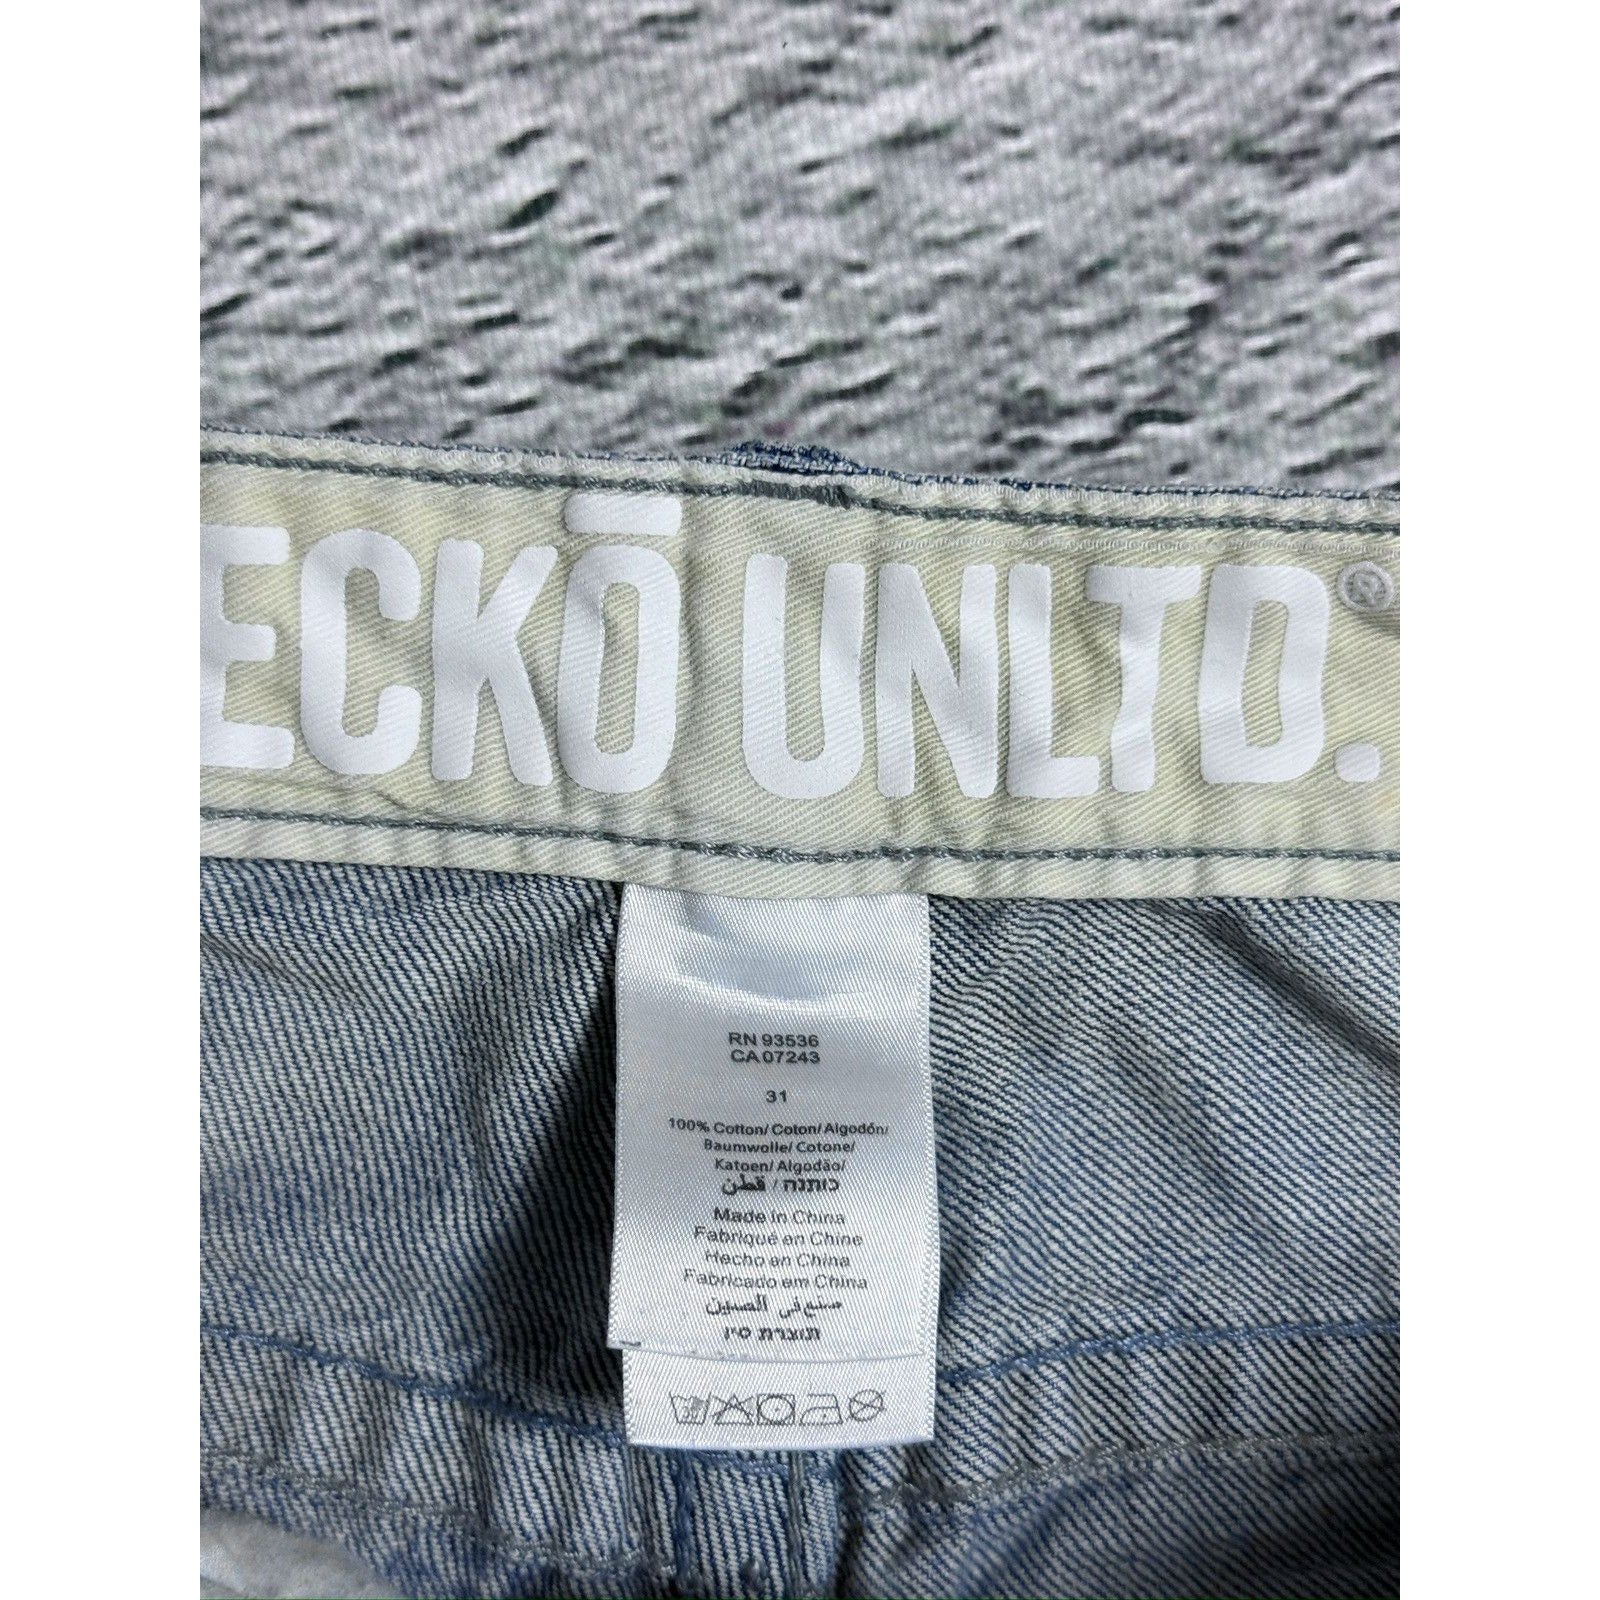 ECKŌ UNLTD.®
RN 93536
CA 07243
31
100% Cotton/ Coton/ Algodón/
Baumwolle/ Cotone/
Katoen/ Algodão/
כותנה / قطن
Made in China
Fabriqué en Chine
Hecho en China
Fabricado em China
صنع في الصين
תוצרת סין